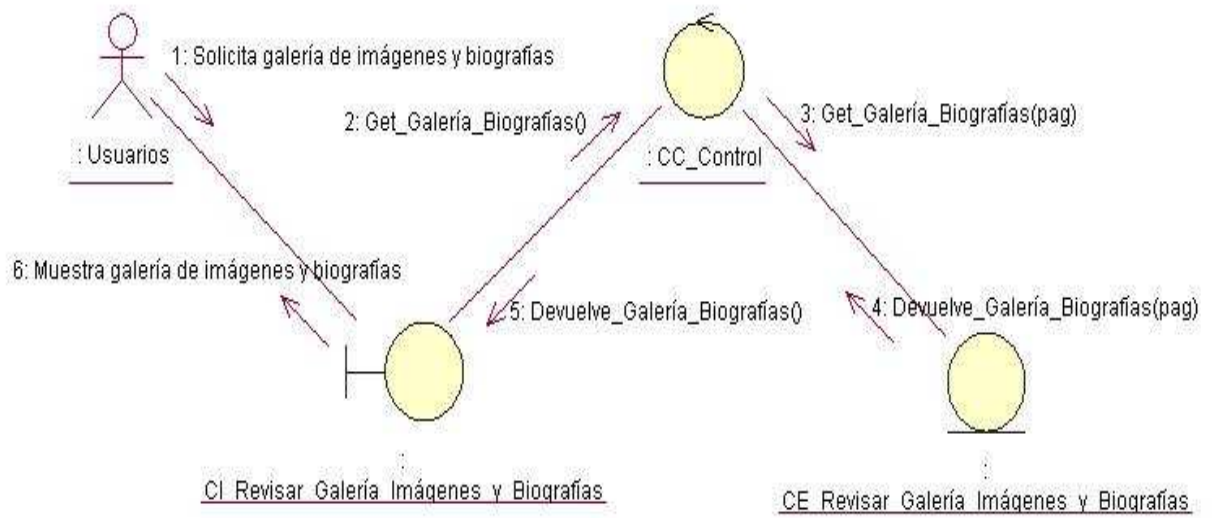 1: Solicita galería de imágenes y biografías
2: Get_Galería_Biografías()
3: Get_Galería_Biografías(pag)
: Usuarios
: CC_Control
6: Muestra galería de imágenes y biografías
5: Devuelve_Galería_Biografías()
4: Devuelve_Galería_Biografías(pag)
:
CI_Revisar_Galería_Imágenes_y_Biografías
:
CE_Revisar_Galería_Imágenes_y_Biografías